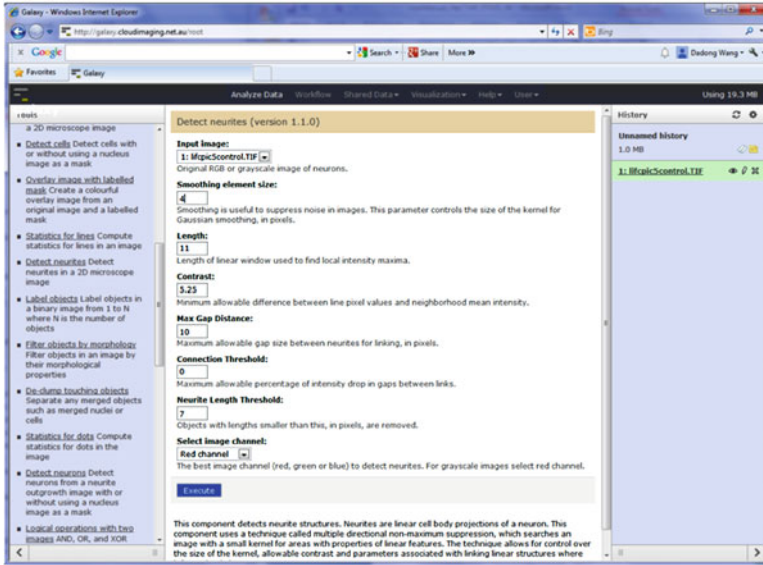 Galaxy - Windows Internet Explorer
http://galaxy.cloudimaging.net.au/root
Bing
x Google Search Share More >> Dadong Wang
Favorites Galaxy
Analyze Data Workflow Shared Data Visualization Help User Using 19.3 MB
a 2D microscope image
Detect cells Detect cells with
or without using a nucleus
image as a mask
Overlay image with labelled
mask Create a colourful
overlay image from an
original image and a labelled
mask
Statistics for lines Compute
statistics for lines in an image
Detect neurites Detect
neurites in a 2D microscope
image
Label objects Label objects in
a binary image from 1 to N
where N is the number of
objects
Filter objects by morphology
Filter objects in an image by
their morphological
properties
De-clump touching objects
Separate any merged objects
such as merged nuclei or
cells
Statistics for dots Compute
statistics for dots in the
image
Detect neurons Detect
neurons from a neurite
outgrowth image with or
without using a nucleus
image as a mask
Logical operations with two
images AND, OR, and XOR
Detect neurites (version 1.1.0)
Input image:
1: lifcpic5control.TIF
Original RGB or grayscale image of neurons.
Smoothing element size:
4
Smoothing is useful to suppress noise in images. This parameter controls the size of the kernel for
Gaussian smoothing, in pixels.
Length:
11
Length of linear window used to find local intensity maxima.
Contrast:
5.25
Minimum allowable difference between line pixel values and neighborhood mean intensity.
Max Gap Distance:
10
Maximum allowable gap size between neurites for linking, in pixels.
Connection Threshold:
0
Maximum allowable percentage of intensity drop in gaps between links.
Neurite Length Threshold:
7
Objects with lengths smaller than this, in pixels, are removed.
Select image channel:
Red channel
The best image channel (red, green or blue) to detect neurites. For grayscale images select red channel.
Execute
This component detects neurite structures. Neurites are linear cell body projections of a neuron. This
component uses a technique called multiple directional non-maximum suppression, which searches an
image with a small kernel for areas with properties of linear features. The technique allows for control over
the size of the kernel, allowable contrast and parameters associated with linking linear structures where
History
Unnamed history
1.0 MB
1: lifcpic5control.TIF